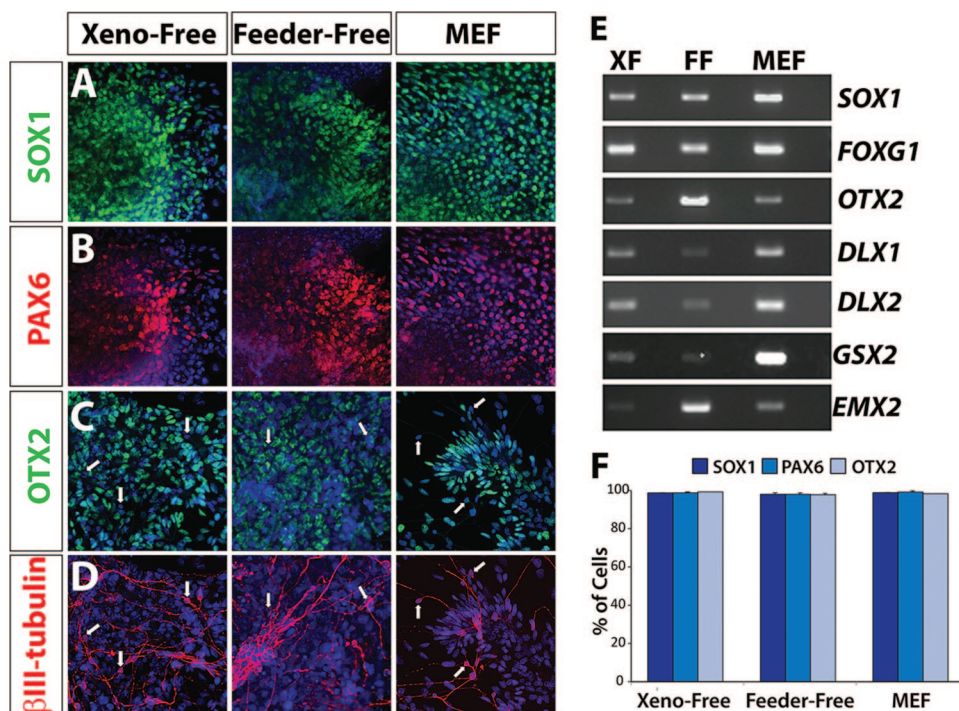 Xeno-Free Feeder-Free MEF
A
SOX1
B
PAX6
C
OTX2
D
βIII-tubulin
E
XF FF MEF
SOX1
FOXG1
OTX2
DLX1
DLX2
GSX2
EMX2
F
SOX1 PAX6 OTX2
% of Cells
100
80
60
40
20
0
Xeno-Free Feeder-Free MEF